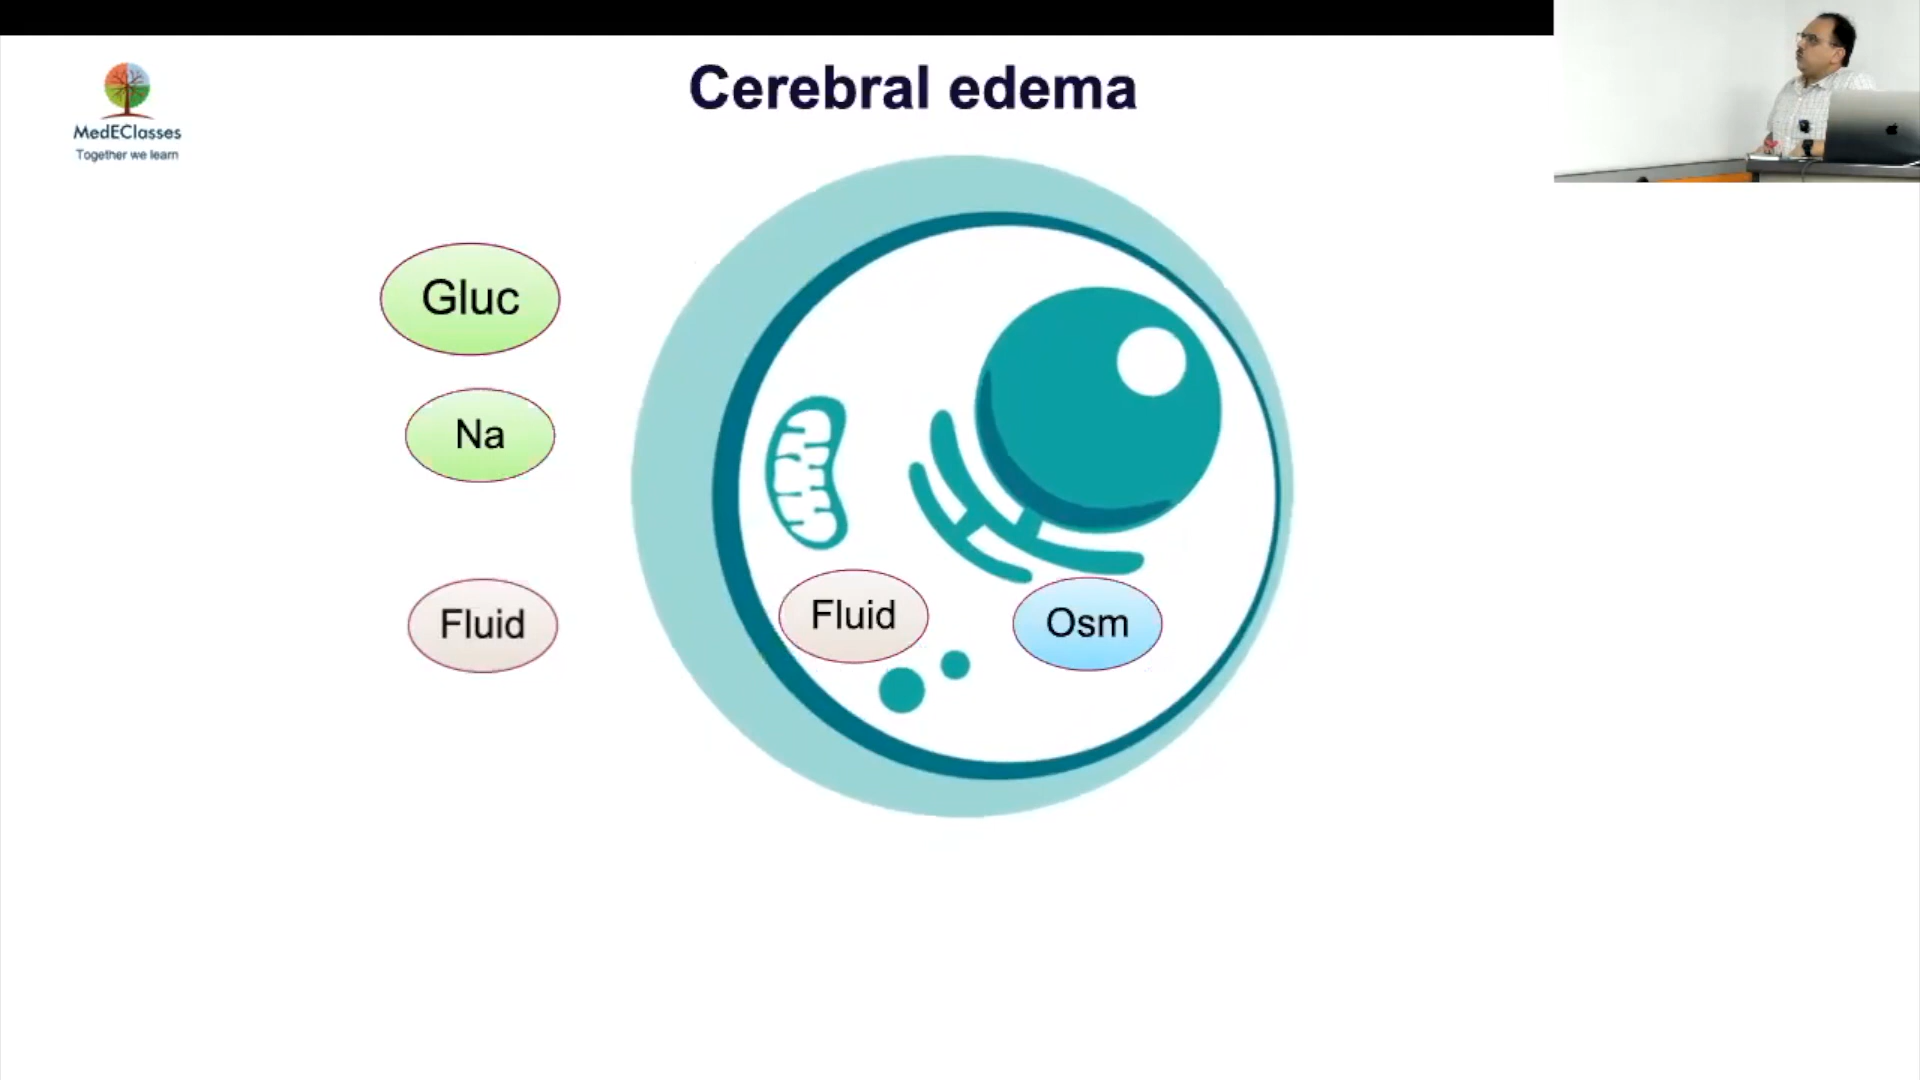 Cerebral edema
MedEClasses
Together we learn
Gluc
Na
Fluid
Fluid
Osm